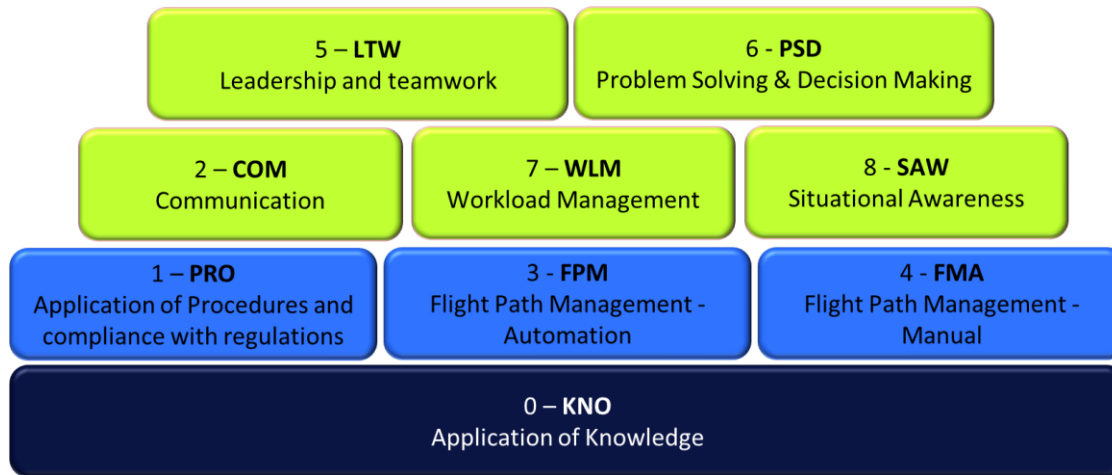 5 – LTW
Leadership and teamwork
6 - PSD
Problem Solving & Decision Making
2 – COM
Communication
7 – WLM
Workload Management
8 - SAW
Situational Awareness
1 – PRO
Application of Procedures and
compliance with regulations
3 - FPM
Flight Path Management -
Automation
4 - FMA
Flight Path Management -
Manual
0 – KNO
Application of Knowledge